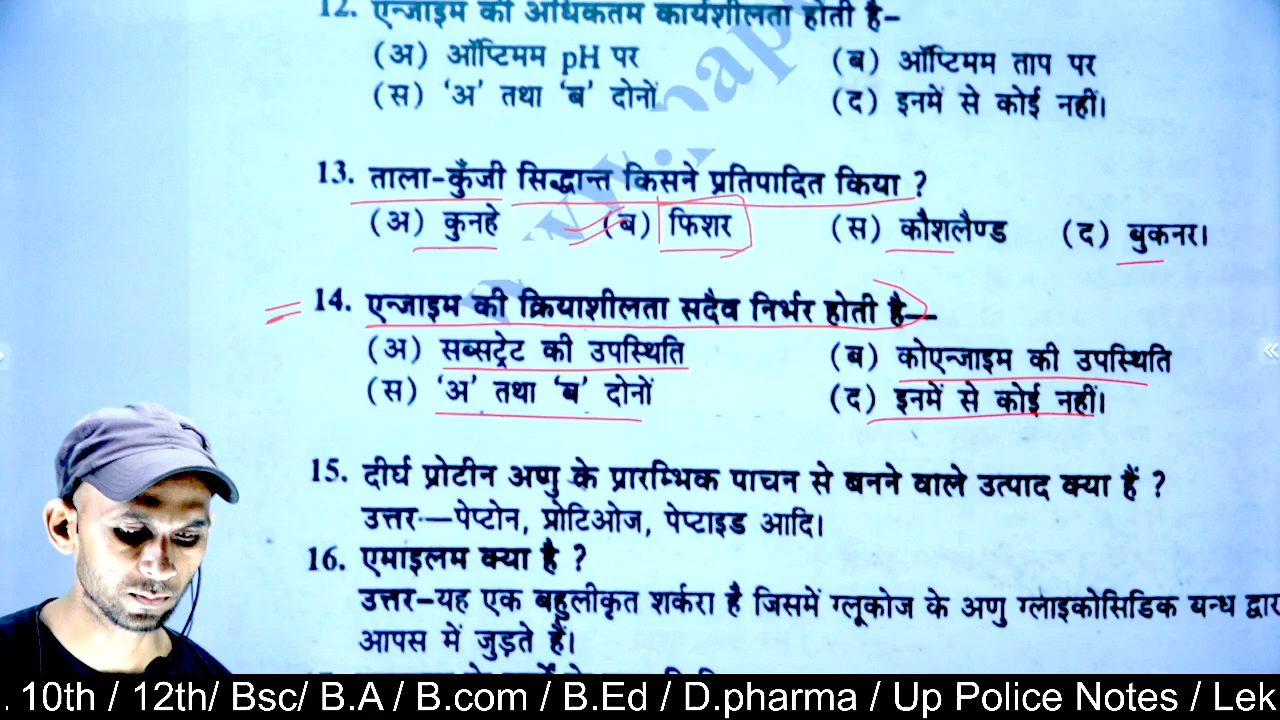 12. एन्जाइम की अधिकतम कार्यशीलता होती है–
(अ) ऑप्टिमम pH पर (ब) ऑप्टिमम ताप पर
(स) ‘अ’ तथा ‘ब’ दोनों (द) इनमें से कोई नहीं।
13. ताला-कुँजी सिद्धान्त किसने प्रतिपादित किया ?
(अ) कुनहे (ब) फिशर (स) कौशलैण्ड (द) बुकनर।
14. एन्जाइम की क्रियाशीलता सदैव निर्भर होती है—
(अ) सब्सट्रेट की उपस्थिति (ब) कोएन्जाइम की उपस्थिति
(स) ‘अ’ तथा ‘ब’ दोनों (द) इनमें से कोई नहीं।
15. दीर्घ प्रोटीन अणु के प्रारम्भिक पाचन से बनने वाले उत्पाद क्या हैं ?
उत्तर—पेप्टोन, प्रोटिओज, पेप्टाइड आदि।
16. एमाइलम क्या है ?
उत्तर–यह एक बहुलीकृत शर्करा है जिसमें ग्लूकोज के अणु ग्लाइकोसिडिक बन्ध द्वार
आपस में जुड़ते हैं।
. 10th / 12th/ Bsc/ B.A / B.com / B.Ed / D.pharma / Up Police Notes / Lek